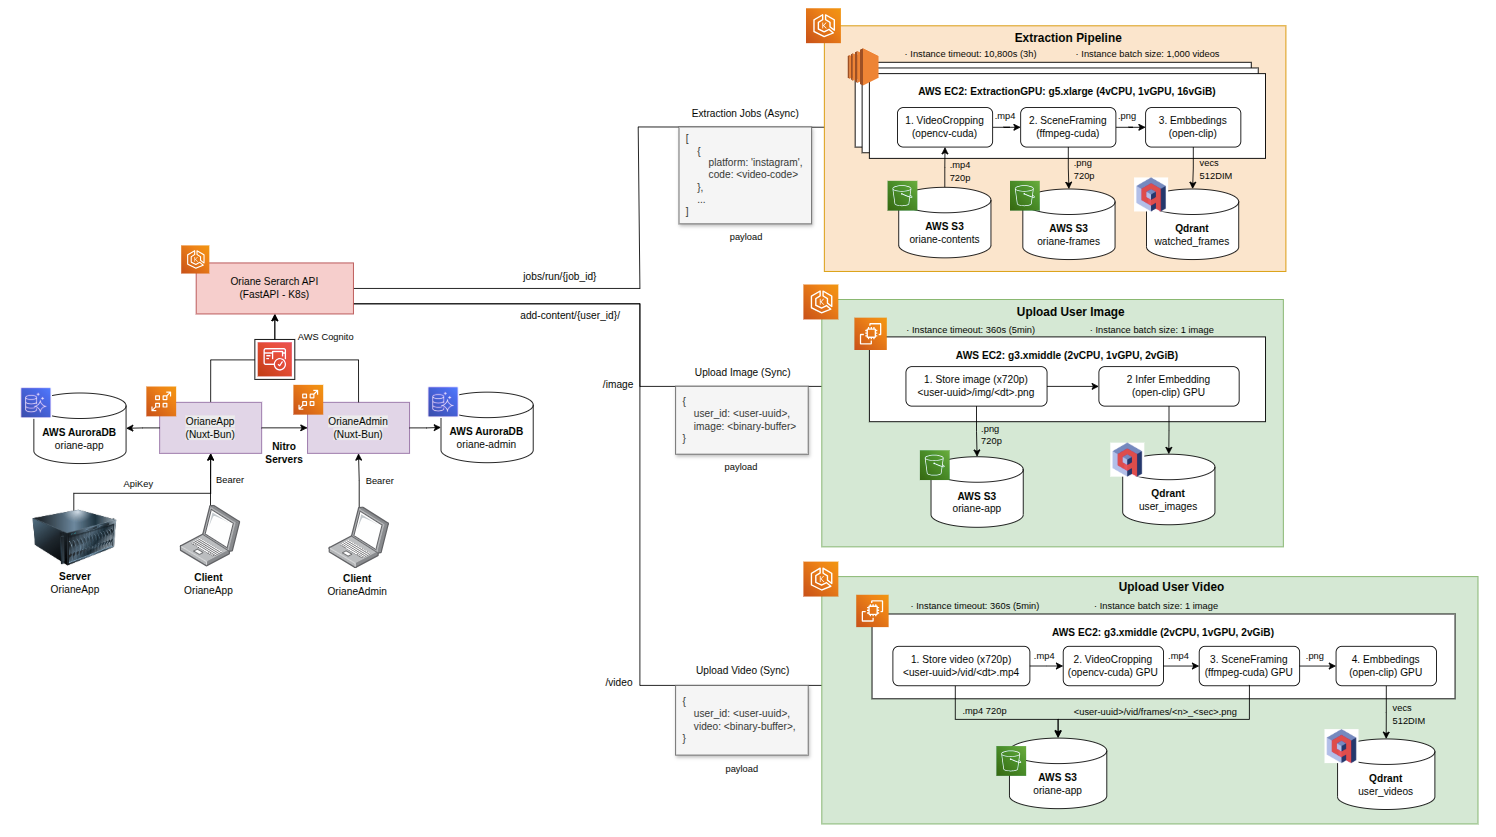 Extraction Pipeline
· Instance timeout: 10,800s (3h)
· Instance batch size: 1,000 videos
AWS EC2: ExtractionGPU: g5.xlarge (4vCPU, 1vGPU, 16vGiB)
1. VideoCropping
(opencv-cuda)
.mp4
2. SceneFraming
(ffmpeg-cuda)
.png
3. Embbedings
(open-clip)
.mp4
720p
.png
720p
vecs
512DIM
AWS S3
oriane-contents
AWS S3
oriane-frames
Qdrant
watched_frames
Extraction Jobs (Async)
[
{
platform: 'instagram',
code: <video-code>
},
...
]
payload
Oriane Serarch API
(FastAPI - K8s)
jobs/run/{job_id}
add-content/{user_id}/
AWS Cognito
/image
/video
AWS AuroraDB
oriane-app
OrianeApp
(Nuxt-Bun)
Nitro
Servers
OrianeAdmin
(Nuxt-Bun)
AWS AuroraDB
oriane-admin
ApiKey
Bearer
Bearer
Server
OrianeApp
Client
OrianeApp
Client
OrianeAdmin
Upload User Image
· Instance timeout: 360s (5min)
· Instance batch size: 1 image
AWS EC2: g3.xmiddle (2vCPU, 1vGPU, 2vGiB)
1. Store image (x720p)
<user-uuid>/img/<dt>.png
2 Infer Embedding
(open-clip) GPU
.png
720p
AWS S3
oriane-app
Qdrant
user_images
Upload Image (Sync)
{
user_id: <user-uuid>,
image: <binary-buffer>
}
payload
Upload User Video
· Instance timeout: 360s (5min)
· Instance batch size: 1 image
AWS EC2: g3.xmiddle (2vCPU, 1vGPU, 2vGiB)
1. Store video (x720p)
<user-uuid>/vid/<dt>.mp4
.mp4
2. VideoCropping
(opencv-cuda) GPU
.mp4
3. SceneFraming
(ffmpeg-cuda) GPU
.png
4. Embbedings
(open-clip) GPU
.mp4 720p
<user-uuid>/vid/frames/<n>_<sec>.png
vecs
512DIM
AWS S3
oriane-app
Qdrant
user_videos
Upload Video (Sync)
{
user_id: <user-uuid>,
video: <binary-buffer>,
}
payload